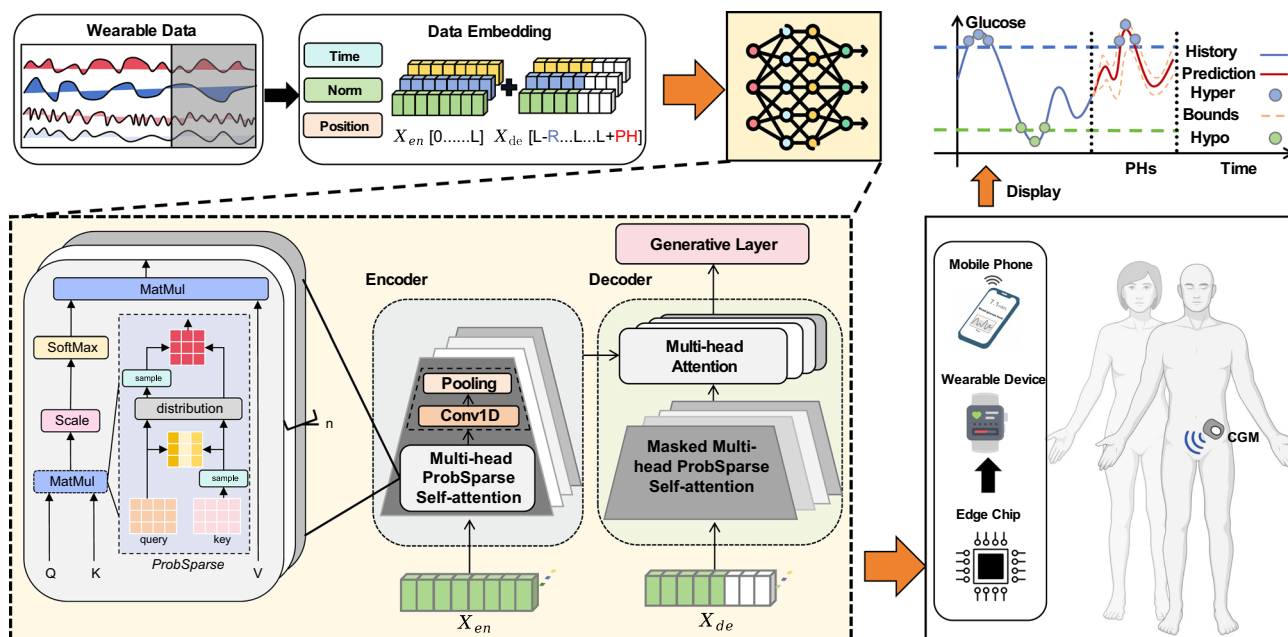 Wearable Data
Data Embedding
Time
Norm
Position
X_en [0......L] X_de [L-R...L...L+PH]
Glucose
History
Prediction
Hyper
Bounds
Hypo
PHs
Time
Display
MatMul
SoftMax
Scale
MatMul
sample
distribution
sample
query
key
ProbSparse
Q
K
V
n
Encoder
Pooling
Conv1D
Multi-head
ProbSparse
Self-attention
X_en
Decoder
Generative Layer
Multi-head
Attention
Masked Multi-
head ProbSparse
Self-attention
X_de
Mobile Phone
Wearable Device
Edge Chip
CGM